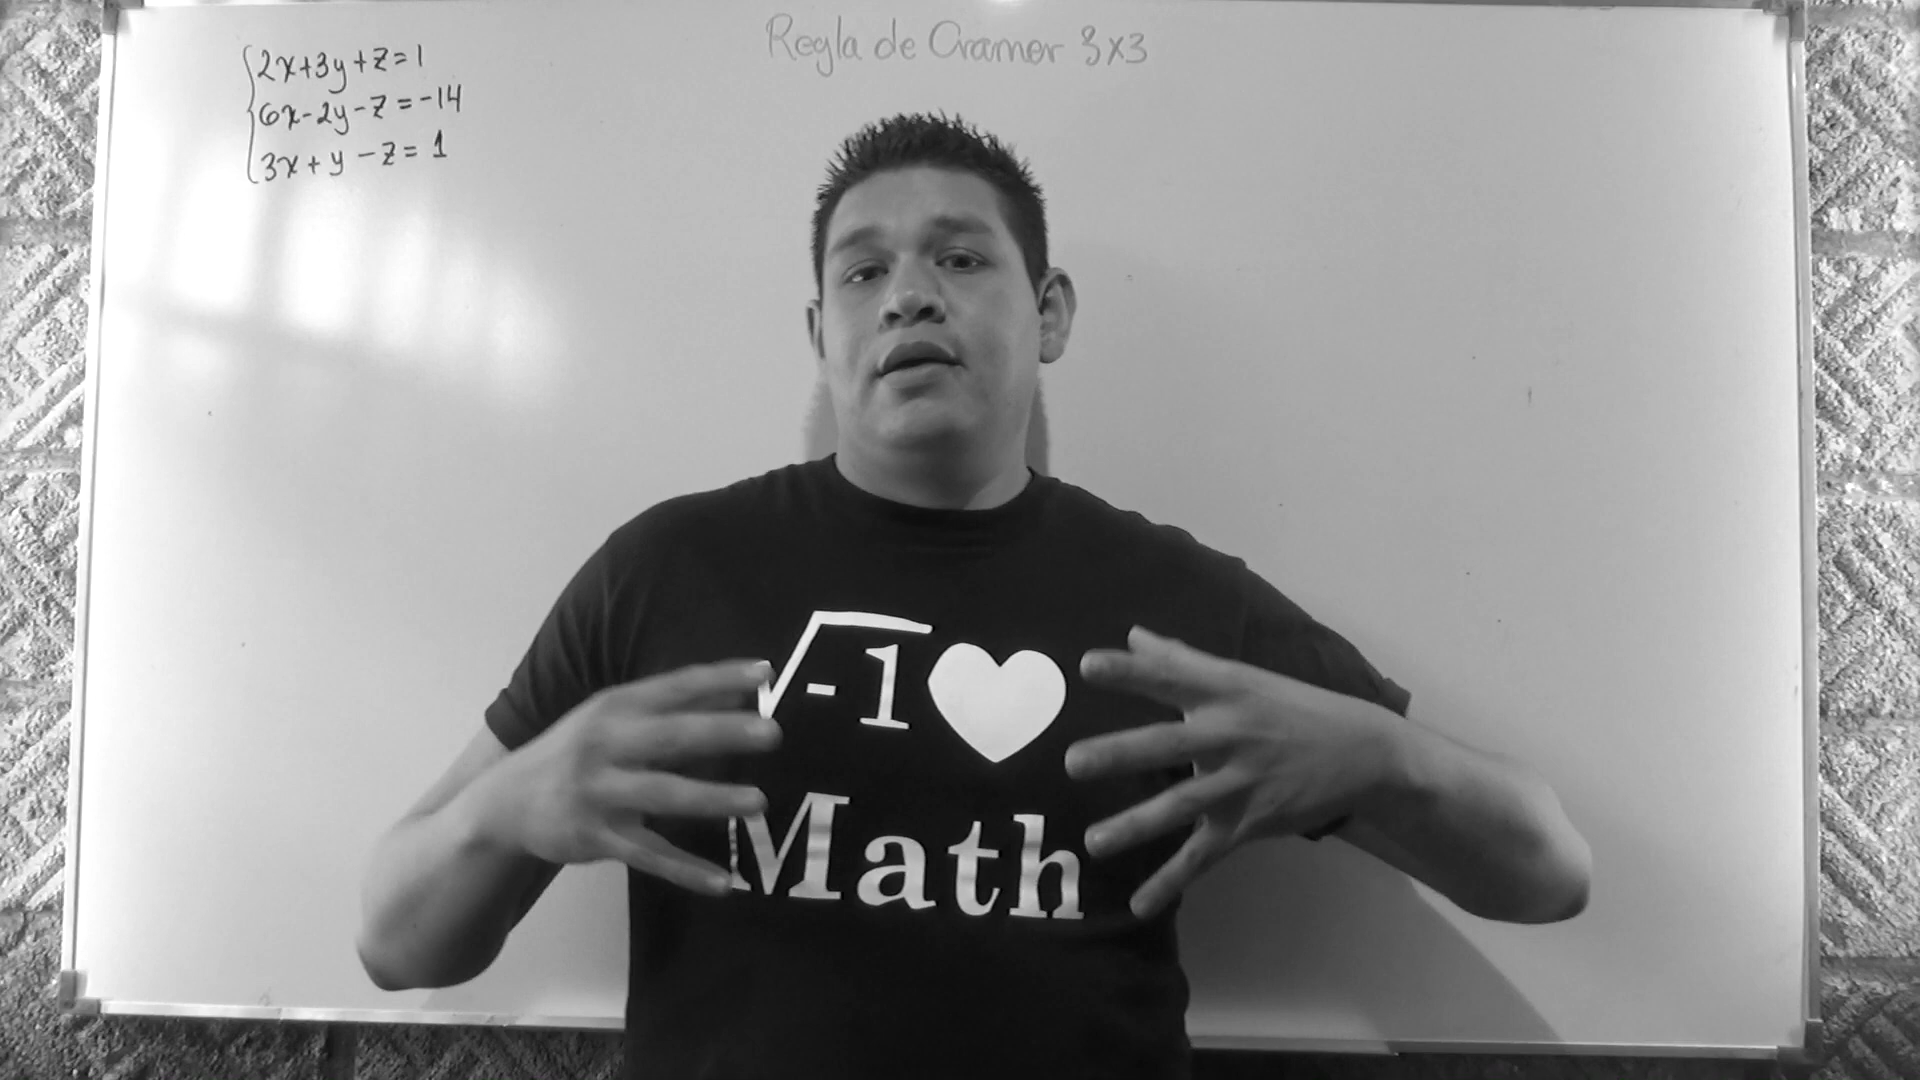 Regla de Cramer 3x3
2x+3y+z=1
6x-2y-z=-14
3x+y-z=1
√-1♥
Math